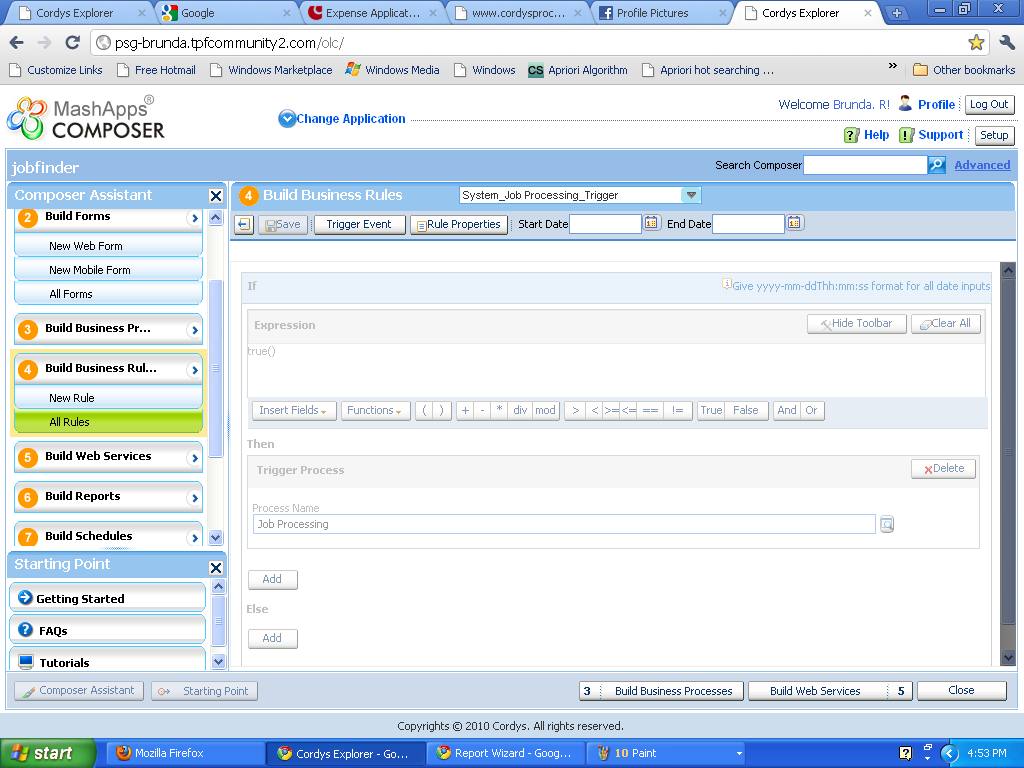 Cordys Explorer
Google
Expense Applicat...
www.cordysproc...
Profile Pictures
Cordys Explorer
psg-brunda.tpfcommunity2.com/olc/
Customize Links Free Hotmail Windows Marketplace Windows Media Windows CS Apriori Algorithm Apriori hot searching ... » Other bookmarks
MashApps®
COMPOSER
Change Application
Welcome Brunda. R! Profile Log Out
Help Support Setup
jobfinder
Search Composer Advanced
Composer Assistant
2 Build Forms
New Web Form
New Mobile Form
All Forms
3 Build Business Pr...
4 Build Business Rul...
New Rule
All Rules
5 Build Web Services
6 Build Reports
7 Build Schedules
Starting Point
Getting Started
FAQs
Tutorials
4 Build Business Rules System_Job Processing_Trigger
Save Trigger Event Rule Properties Start Date End Date
If Give yyyy-mm-ddThh:mm:ss format for all date inputs
Expression Hide Toolbar Clear All
true()
Insert Fields Functions ( ) + - * div mod > < >= <= == != True False And Or
Then
Trigger Process Delete
Process Name
Job Processing
Add
Else
Add
Composer Assistant Starting Point 3 Build Business Processes Build Web Services 5 Close
Copyrights © 2010 Cordys. All rights reserved.
start Mozilla Firefox Cordys Explorer - Go... Report Wizard - Goog... 10 Paint 4:53 PM